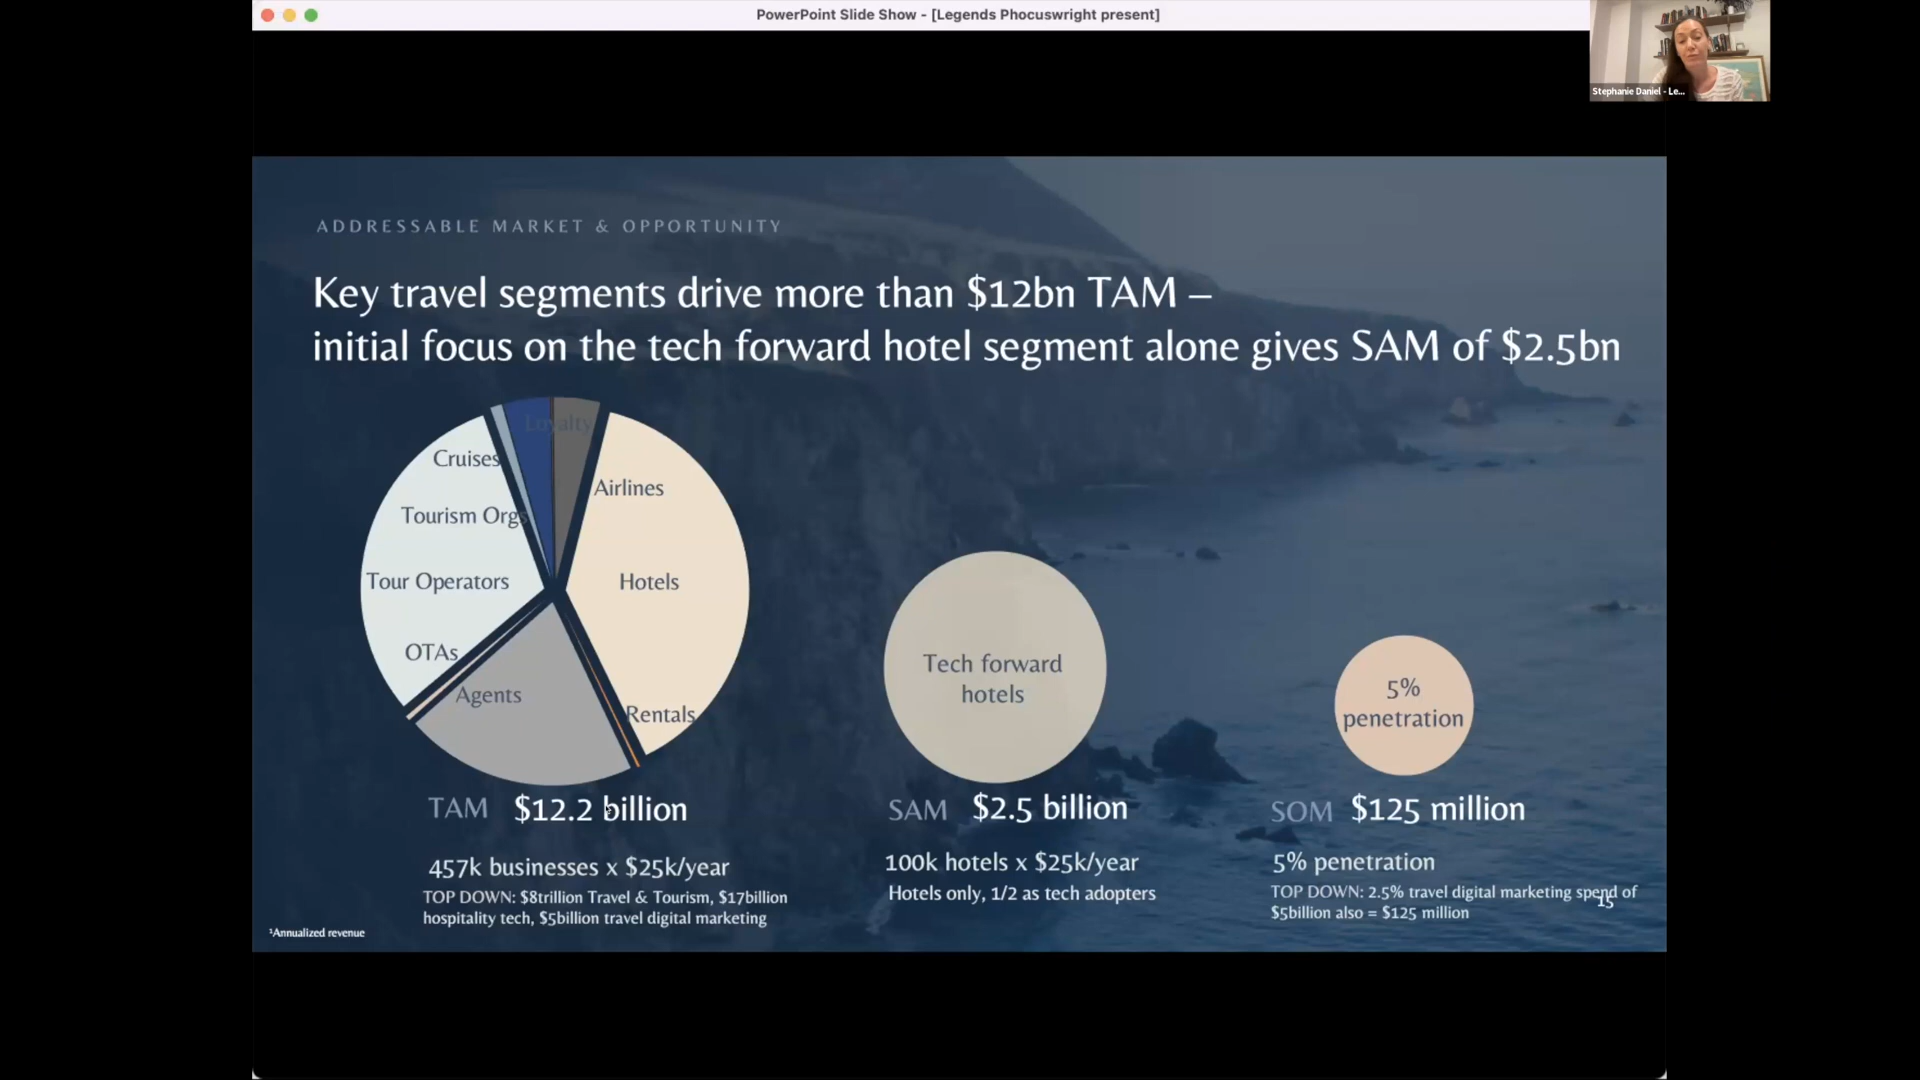 PowerPoint Slide Show - [Legends Phocuswright present]
Stephanie Daniel - Le...
ADDRESSABLE MARKET & OPPORTUNITY
Key travel segments drive more than $12bn TAM –
initial focus on the tech forward hotel segment alone gives SAM of $2.5bn
Loyalty
Cruises
Airlines
Tourism Orgs
Tour Operators
Hotels
OTAs
Agents
Rentals
Tech forward
hotels
5%
penetration
TAM $12.2 billion
457k businesses x $25k/year
TOP DOWN: $8trillion Travel & Tourism, $17billion
hospitality tech, $5billion travel digital marketing
SAM $2.5 billion
100k hotels x $25k/year
Hotels only, 1/2 as tech adopters
SOM $125 million
5% penetration
TOP DOWN: 2.5% travel digital marketing spend of
$5billion also = $125 million
15
¹Annualized revenue